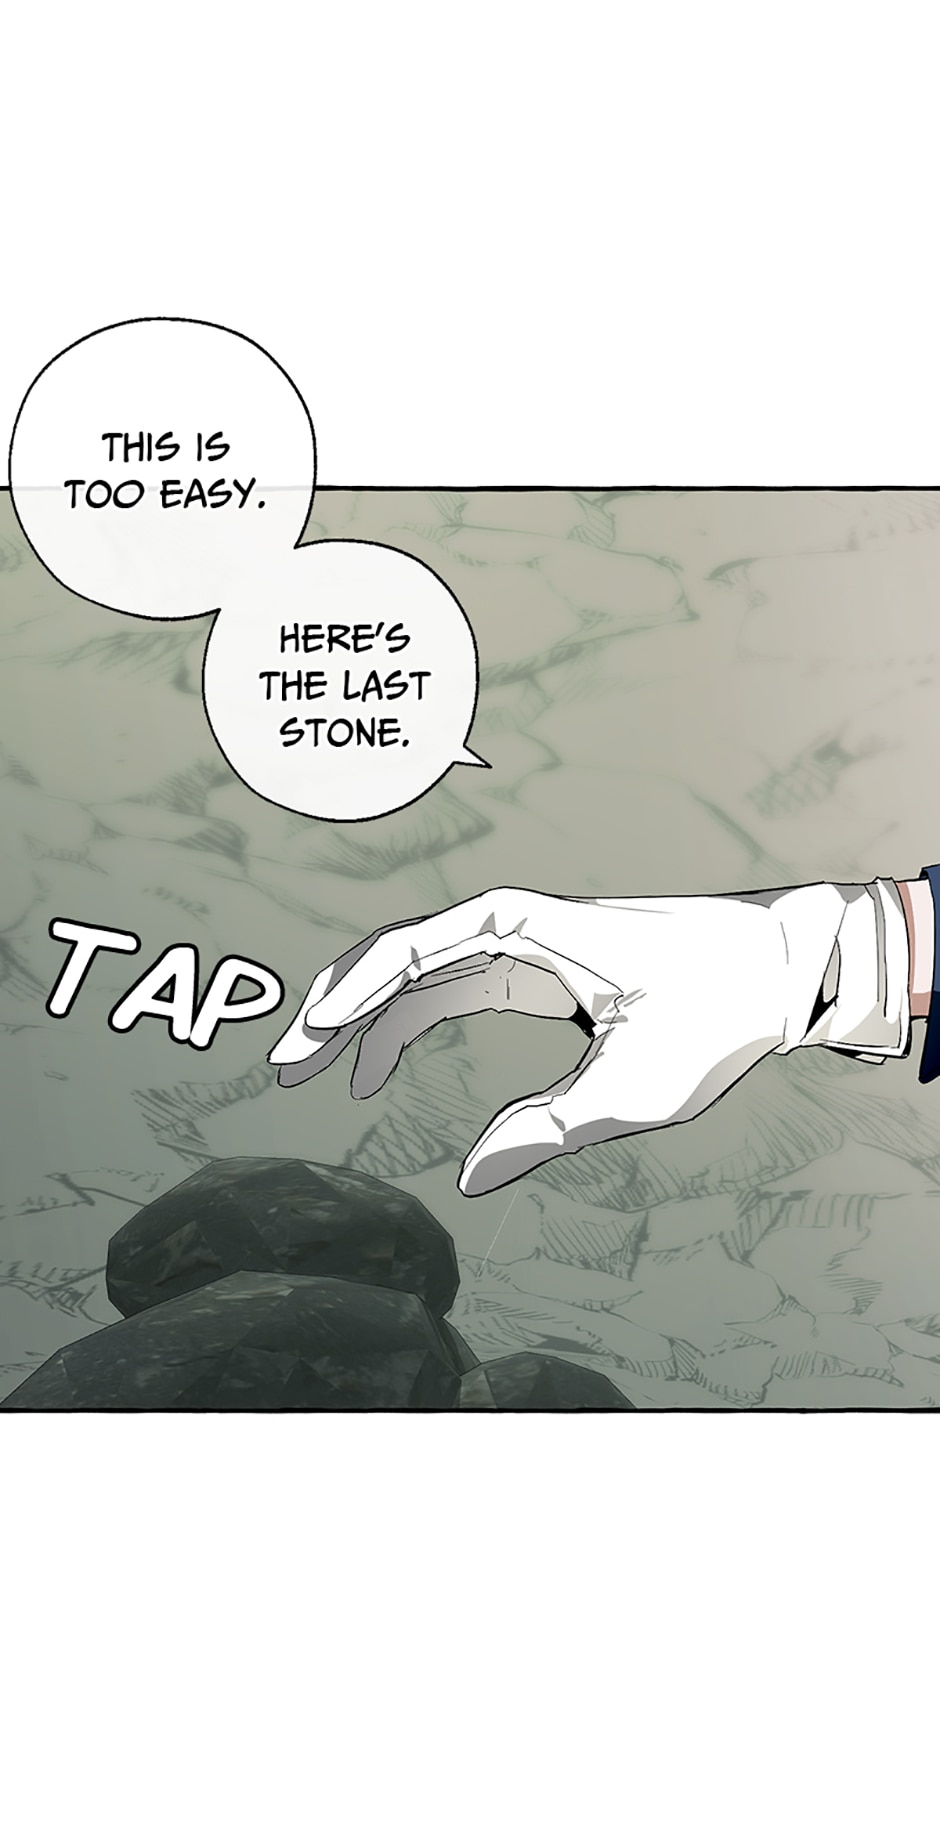 THIS IS
TOO EASY.
HERE'S
THE LAST
STONE.
TAP